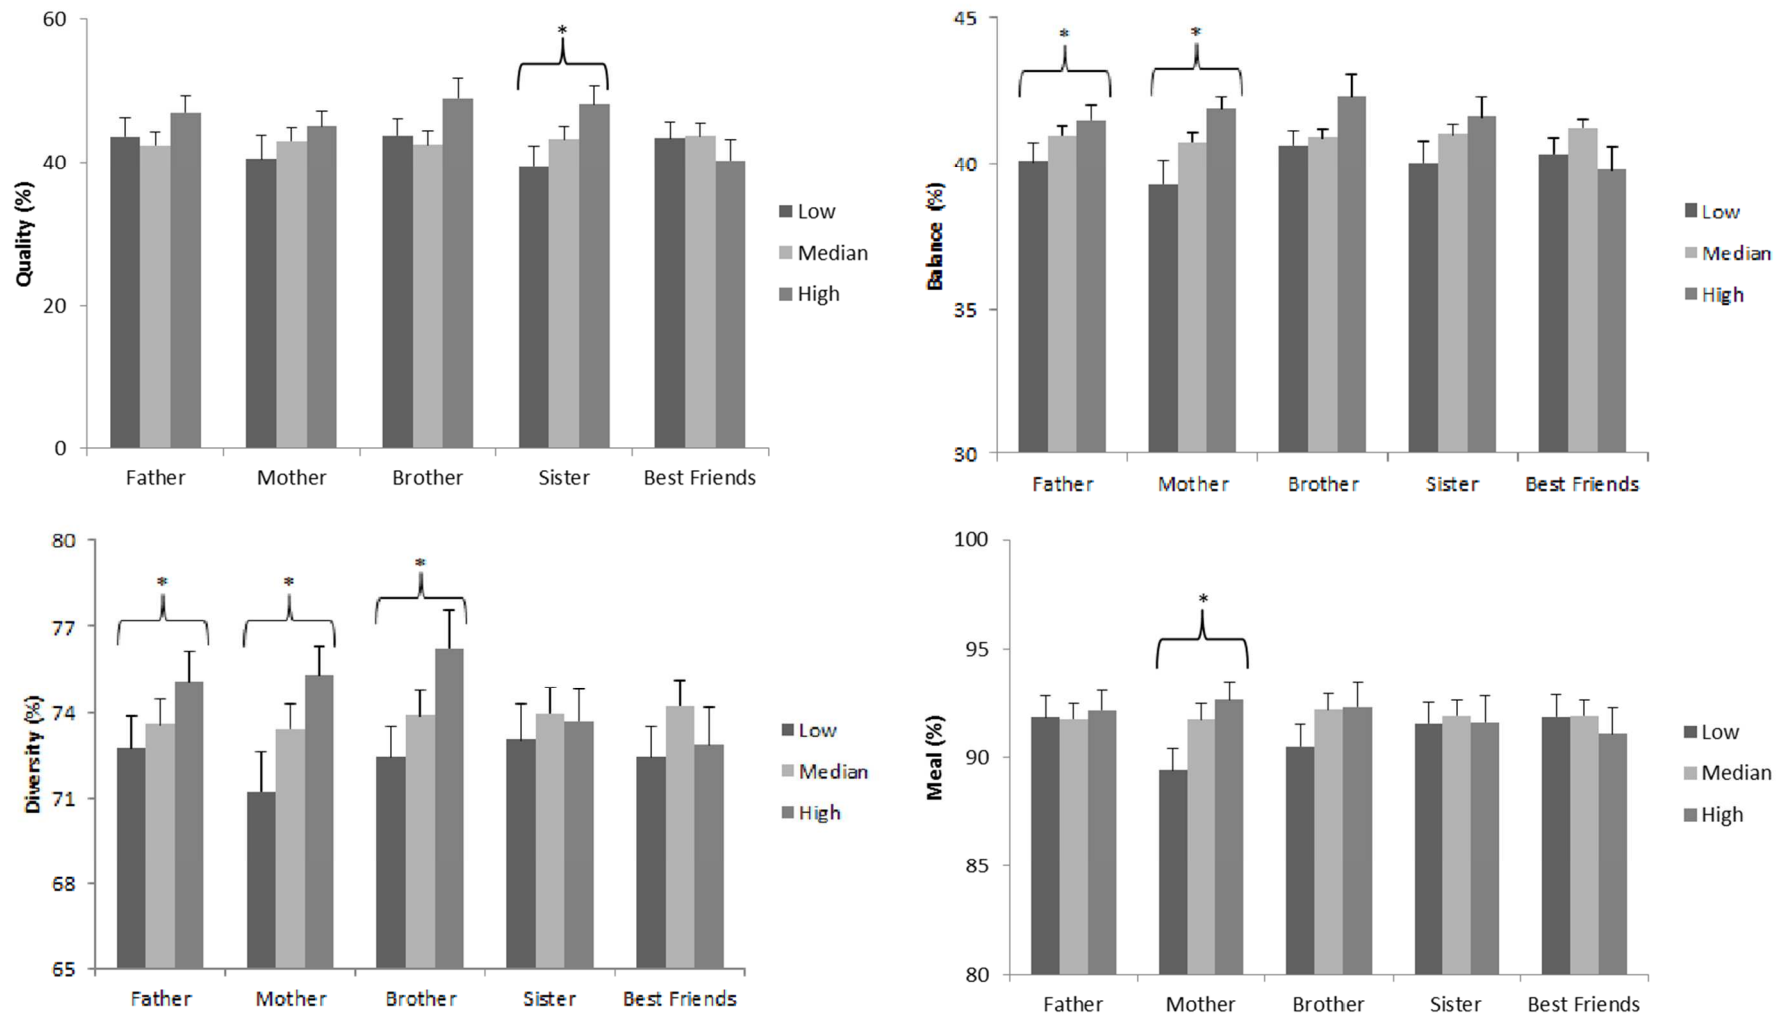 60
*
40
Quality (%)
20
0
Father Mother Brother Sister Best Friends
Low
Median
High
45
* *
40
Balance (%)
35
30
Father Mother Brother Sister Best Friends
Low
Median
High
80
* * *
77
74
Diversity (%)
71
68
65
Father Mother Brother Sister Best Friends
Low
Median
High
100
*
95
90
Meal (%)
85
80
Father Mother Brother Sister Best Friends
Low
Median
High